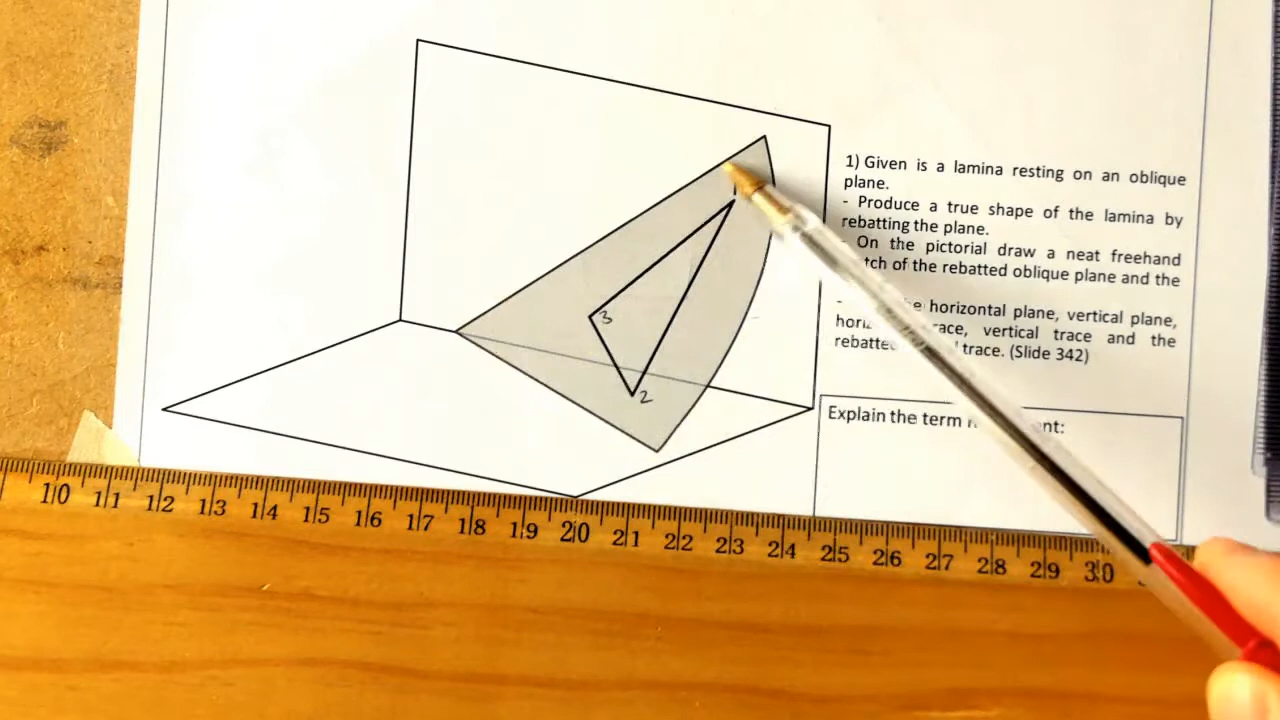 1) Given is a lamina resting on an oblique
plane.
- Produce a true shape of the lamina by
rebatting the plane.
On the pictorial draw a neat freehand
tch of the rebatted oblique plane and the
horizontal plane, vertical plane,
race, vertical trace and the
trace. (Slide 342)
Explain the term
3
2
10 11 12 13 14 15 16 17 18 19 20 21 22 23 24 25 26 27 28 29 30